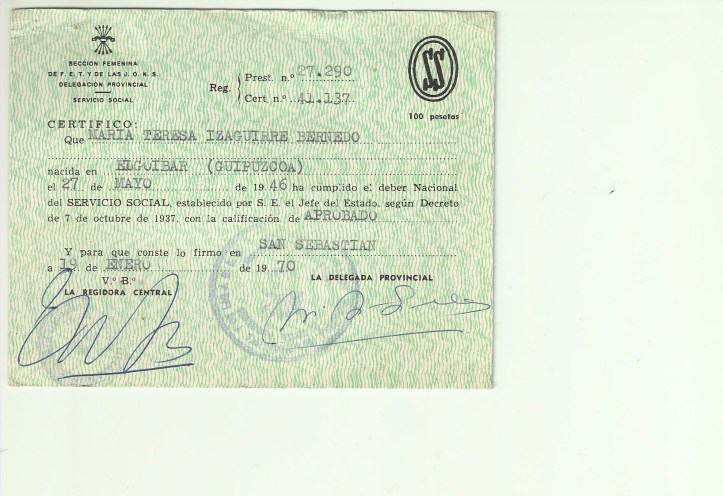 SECCION FEMENINA
DE F. E. T. Y DE LAS J. O. N. S.
DELEGACION PROVINCIAL
SERVICIO SOCIAL
Reg.
Prest. n.º 27.290
Cert. n.º 41.137
SS
100 pesetas
CERTIFICO:
Que MARIA TERESA IZAGUIRRE BERNEDO
nacida en ELGOIBAR (GUIPUZCOA)
el 27 de MAYO de 19 46 ha cumplido el deber Nacional
del SERVICIO SOCIAL, establecido por S. E. el Jefe del Estado, según Decreto
de 7 de octubre de 1937, con la calificación de APROBADO
Y para que conste lo firmo en SAN SEBASTIAN
a 19 de ENERO de 19 70
V.º B.º
LA REGIDORA CENTRAL
LA DELEGADA PROVINCIAL